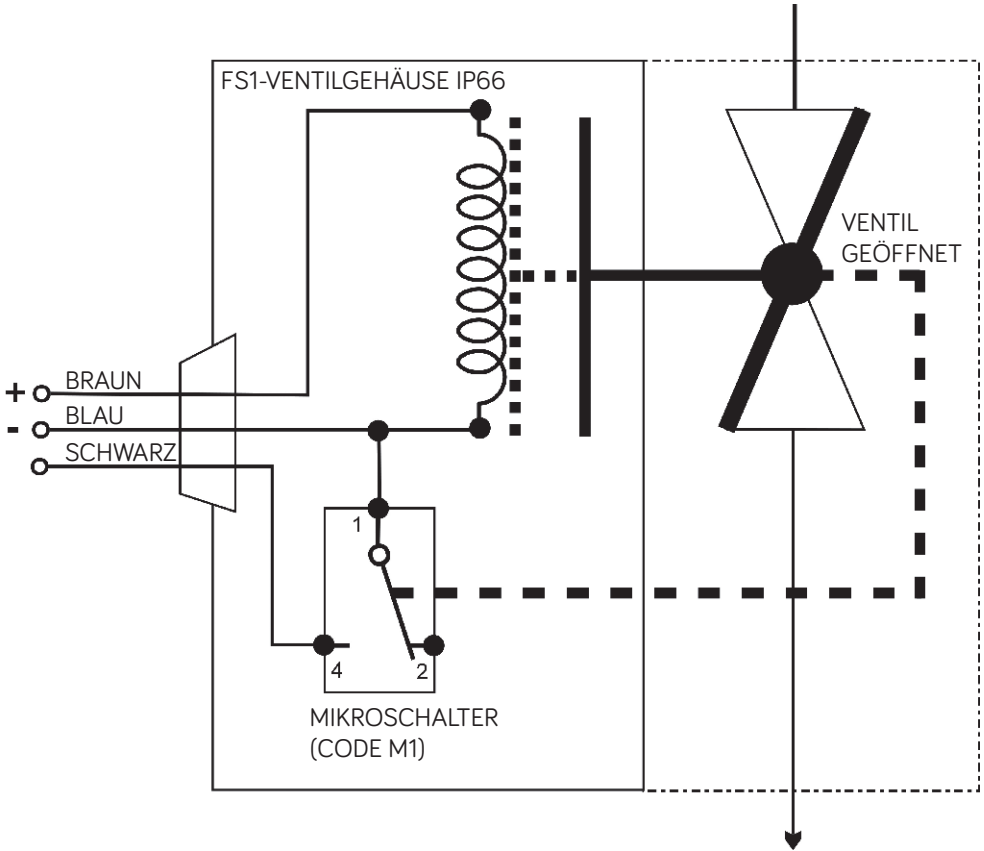 FS1-VENTILGEHÄUSE IP66
VENTIL
GEÖFFNET
+ BRAUN
- BLAU
SCHWARZ
1
4
2
MIKROSCHALTER
(CODE M1)